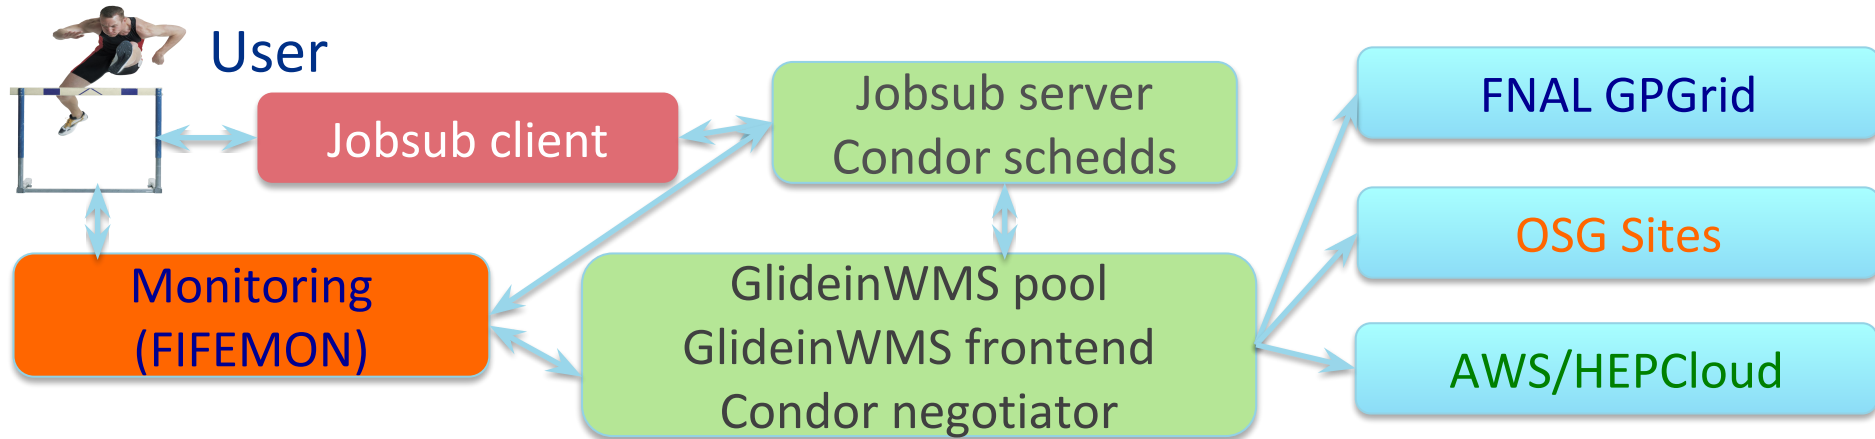 User
Jobsub client
Jobsub server
Condor schedds
Monitoring
(FIFEMON)
GlideinWMS pool
GlideinWMS frontend
Condor negotiator
FNAL GPGrid
OSG Sites
AWS/HEPCloud